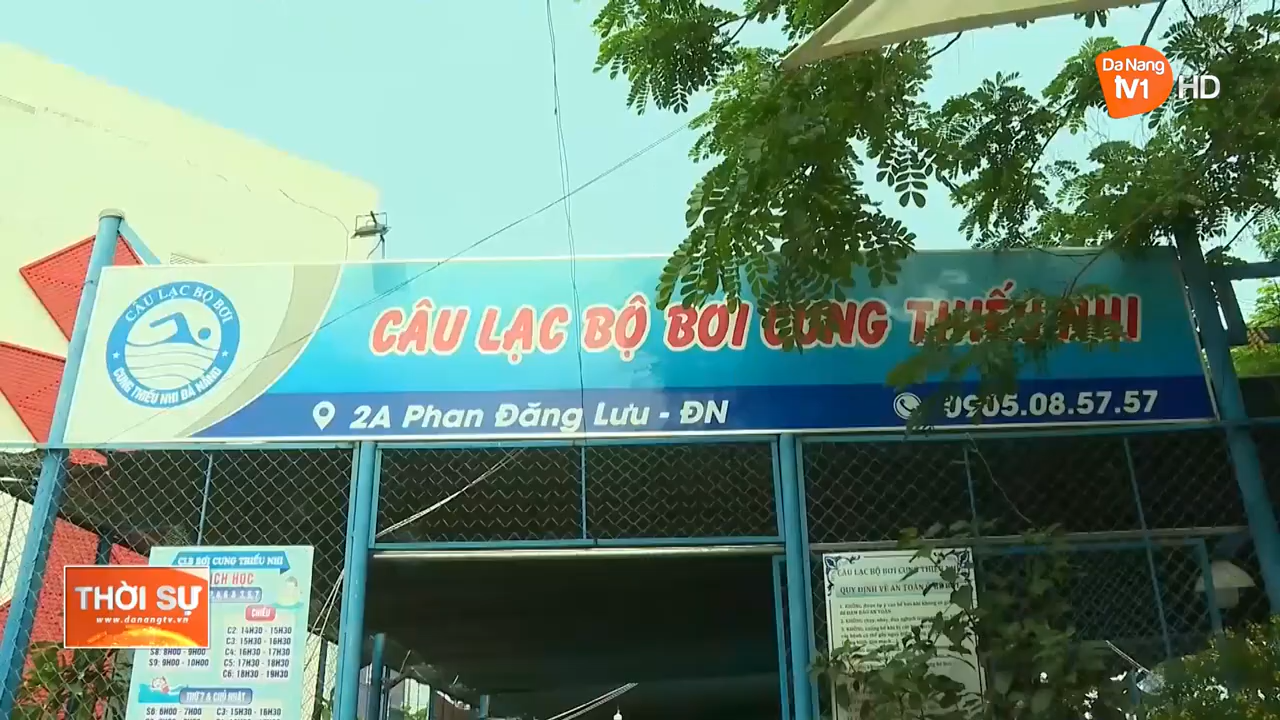 Da Nang
TV1 HD
CÂU LẠC BỘ BƠI
CUNG THIẾU NHI ĐÀ NẴNG
CÂU LẠC BỘ BƠI CUNG THIẾU NHI
2A Phan Đăng Lưu - ĐN
0905.08.57.57
CLB BƠI CUNG THIẾU NHI
LỊCH HỌC
CHIỀU
C2: 14H30 - 15H30
C3: 15H30 - 16H30
S8: 8H00 - 9H00
C4: 16H30 - 17H30
S9: 9H00 - 10H00
C5: 17H30 - 18H30
C6: 18H30 - 19H30
THỨ 7 & CHỦ NHẬT
S6: 6H00 - 7H00
C3: 15H30 - 16H30
THỜI SỰ
www.danangtv.vn
CÂU LẠC BỘ BƠI CUNG THIẾU NHI
QUY ĐỊNH VỀ AN TOÀN